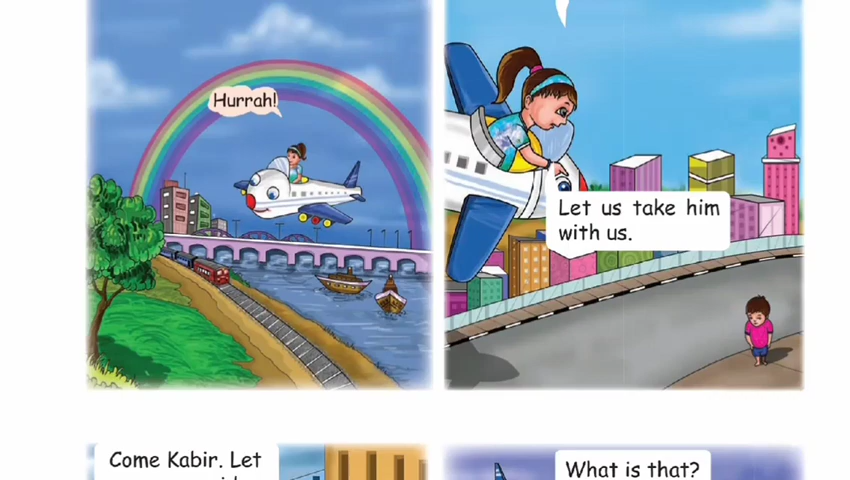 Hurrah!
Let us take him
with us.
Come Kabir. Let
What is that?